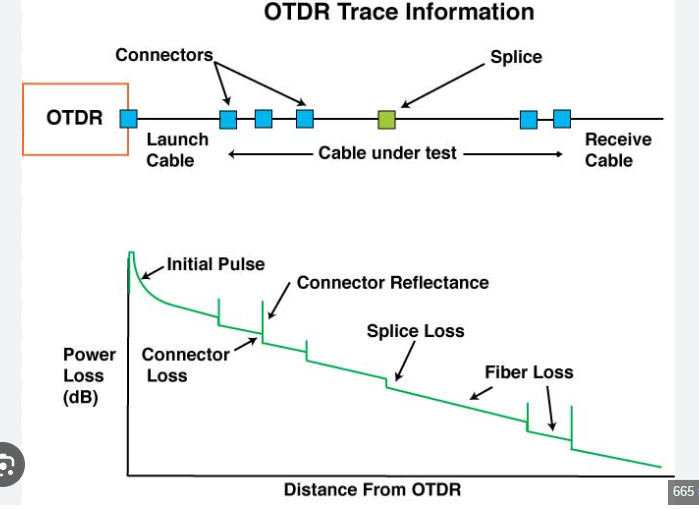 OTDR Trace Information
Connectors
Splice
OTDR
Launch
Cable
Cable under test
Receive
Cable
Initial Pulse
Connector Reflectance
Splice Loss
Power
Loss
(dB)
Connector
Loss
Fiber Loss
Distance From OTDR
665